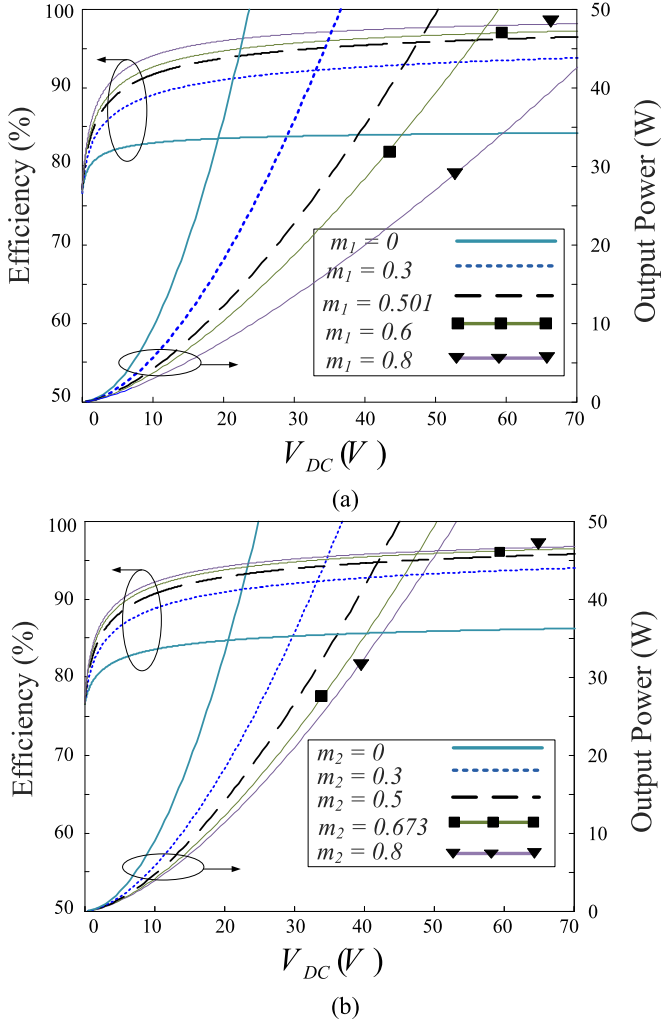 100
90
80
70
60
50
Efficiency (%)
50
40
30
20
10
0
Output Power (W)
m1 = 0
m1 = 0.3
m1 = 0.501
m1 = 0.6
m1 = 0.8
0 10 20 30 40 50 60 70
VDC (V)
(a)
100
90
80
70
60
50
Efficiency (%)
50
40
30
20
10
0
Output Power (W)
m2 = 0
m2 = 0.3
m2 = 0.5
m2 = 0.673
m2 = 0.8
0 10 20 30 40 50 60 70
VDC (V)
(b)